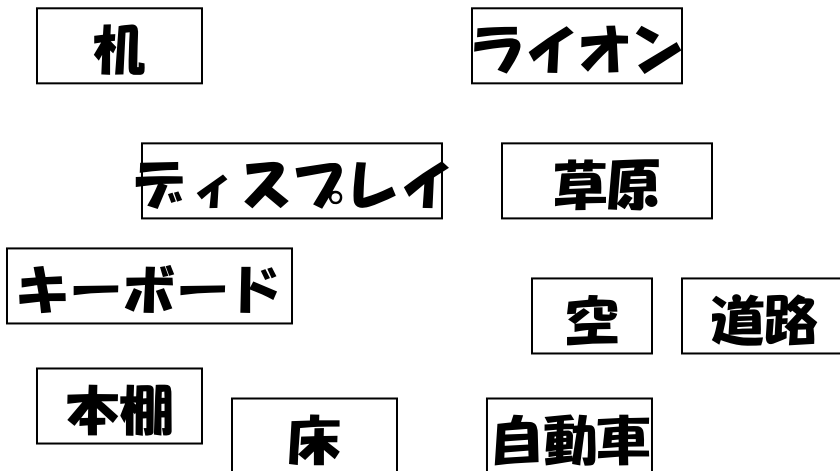 机
ライオン
ディスプレイ
草原
キーボード
空
道路
本棚
床
自動車